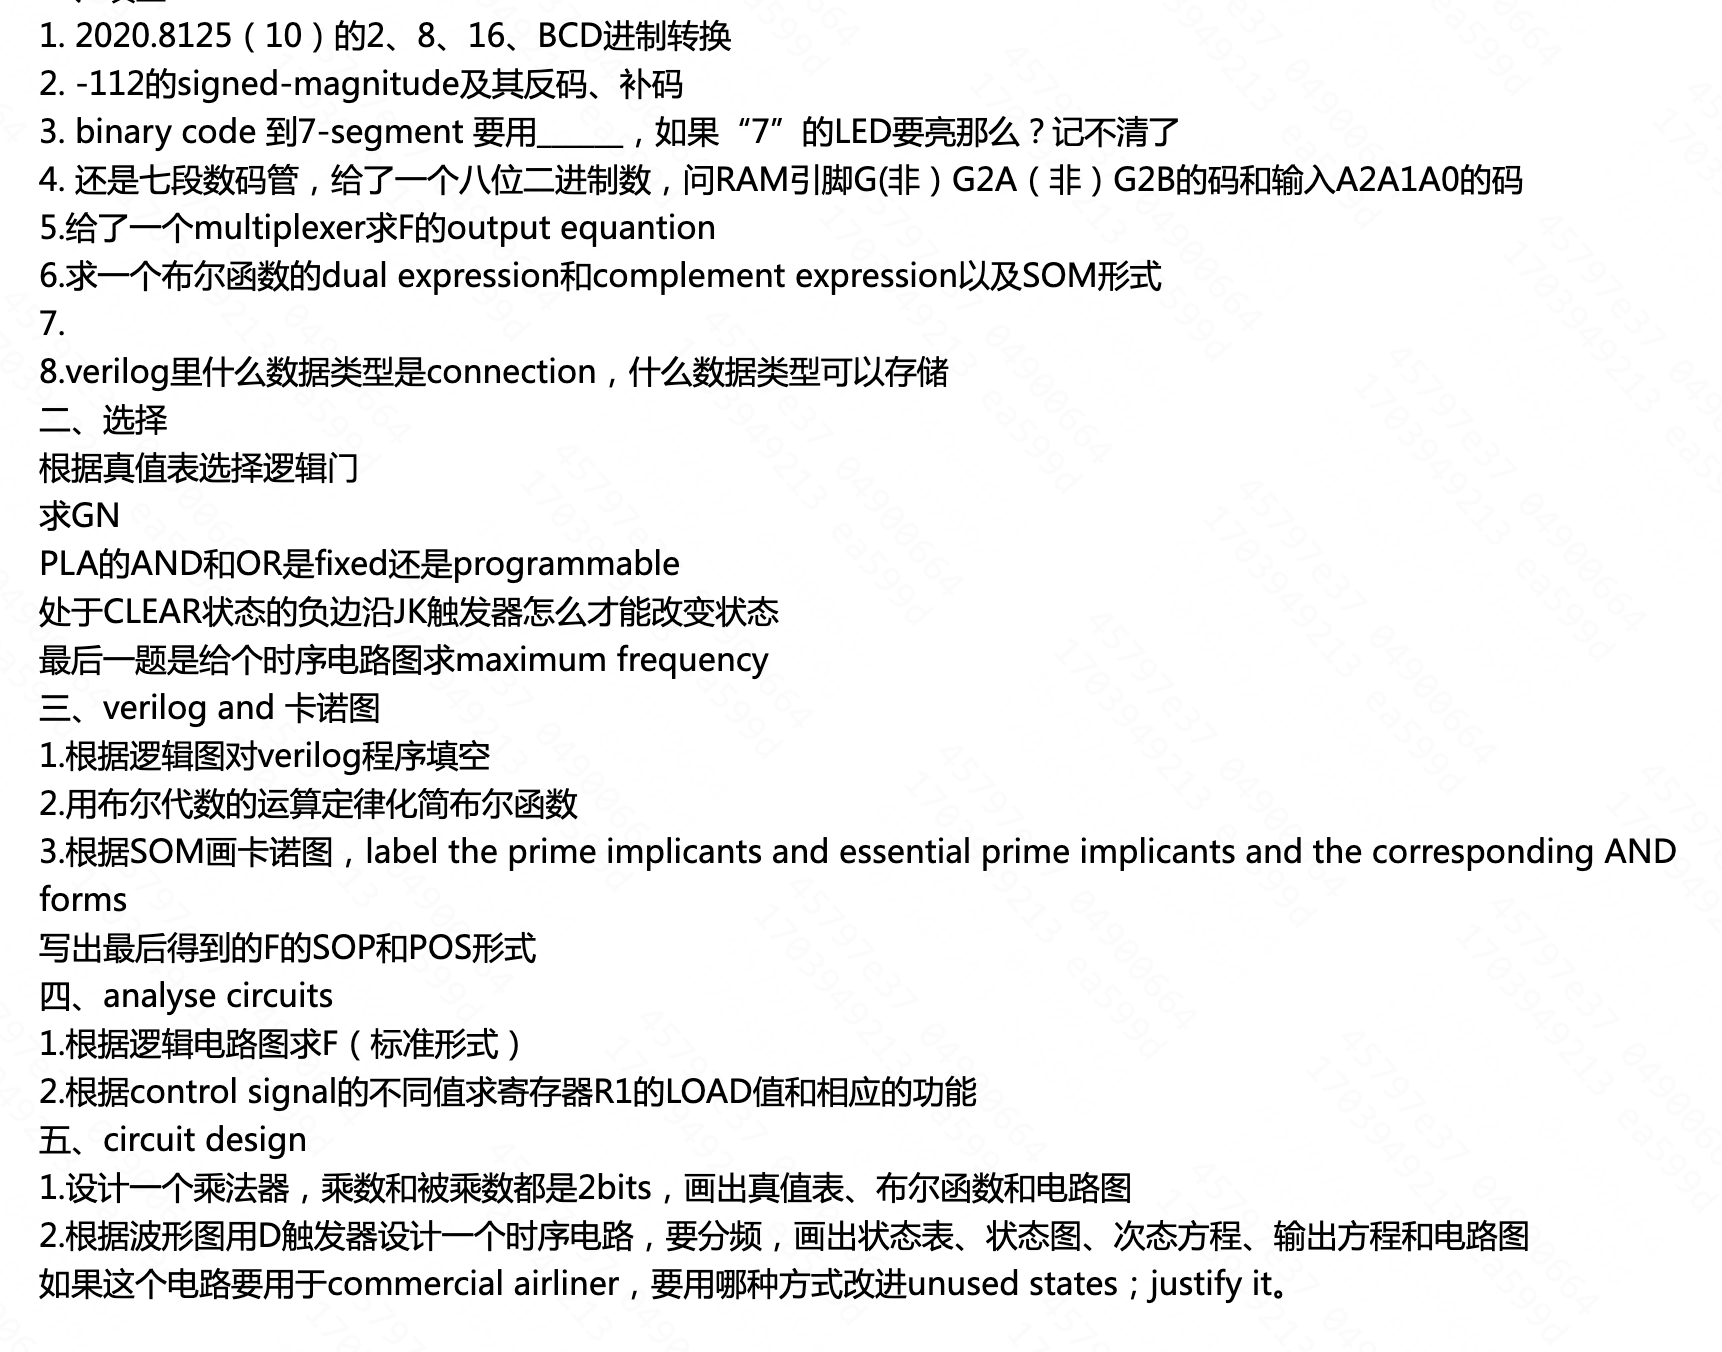 1. 2020.8125（10）的2、8、16、BCD进制转换
2. -112的signed-magnitude及其反码、补码
3. binary code 到7-segment 要用_____，如果“7”的LED要亮那么？记不清了
4. 还是七段数码管，给了一个八位二进制数，问RAM引脚G(非）G2A（非）G2B的码和输入A2A1A0的码
5.给了一个multiplexer求F的output equantion
6.求一个布尔函数的dual expression和complement expression以及SOM形式
7.
8.verilog里什么数据类型是connection，什么数据类型可以存储
二、选择
根据真值表选择逻辑门
求GN
PLA的AND和OR是fixed还是programmable
处于CLEAR状态的负边沿JK触发器怎么才能改变状态
最后一题是给个时序电路图求maximum frequency
三、verilog and 卡诺图
1.根据逻辑图对verilog程序填空
2.用布尔代数的运算定律化简布尔函数
3.根据SOM画卡诺图，label the prime implicants and essential prime implicants and the corresponding AND
forms
写出最后得到的F的SOP和POS形式
四、analyse circuits
1.根据逻辑电路图求F（标准形式）
2.根据control signal的不同值求寄存器R1的LOAD值和相应的功能
五、circuit design
1.设计一个乘法器，乘数和被乘数都是2bits，画出真值表、布尔函数和电路图
2.根据波形图用D触发器设计一个时序电路，要分频，画出状态表、状态图、次态方程、输出方程和电路图
如果这个电路要用于commercial airliner，要用哪种方式改进unused states；justify it。